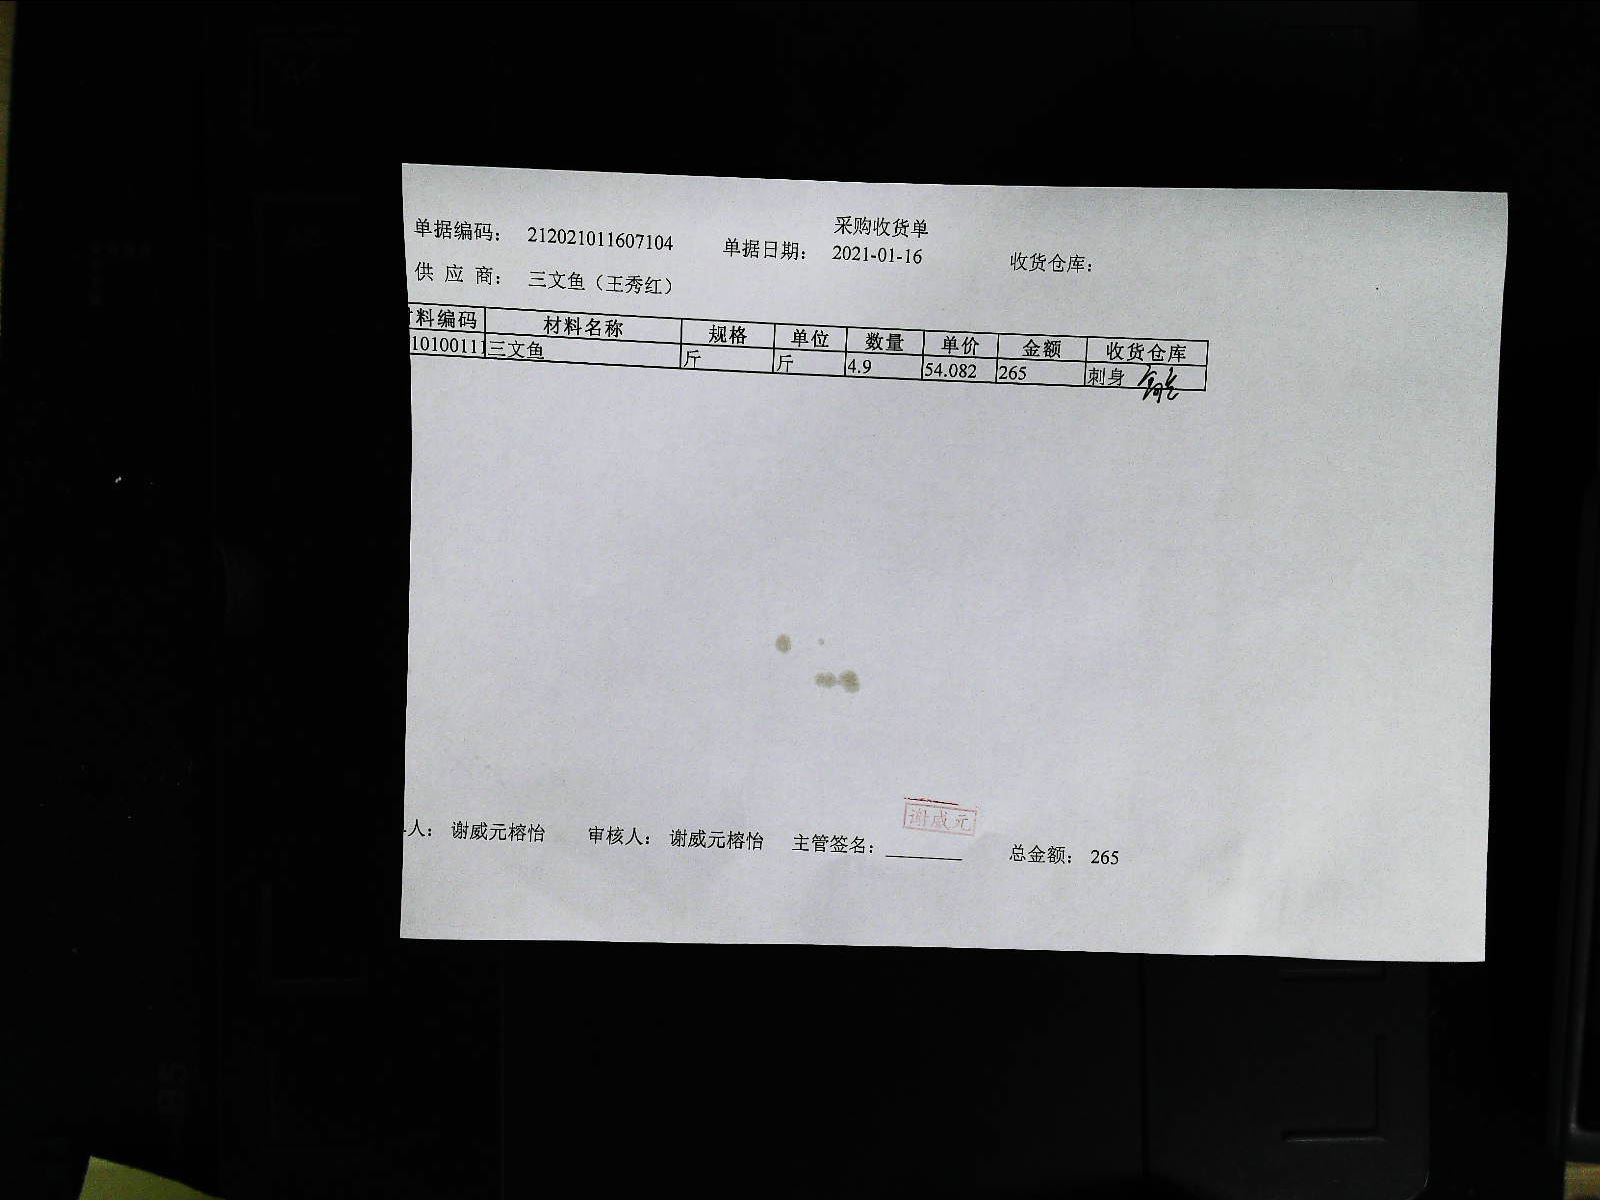 采购收货单
单据编码： 212021011607104 单据日期： 2021-01-16 收货仓库：
供 应 商： 三文鱼（王秀红）
料编码 材料名称 规格 单位 数量 单价 金额 收货仓库
10100111 三文鱼 斤 斤 4.9 54.082 265 刺身
谢威元
人： 谢威元榕怡 审核人： 谢威元榕怡 主管签名： 总金额： 265